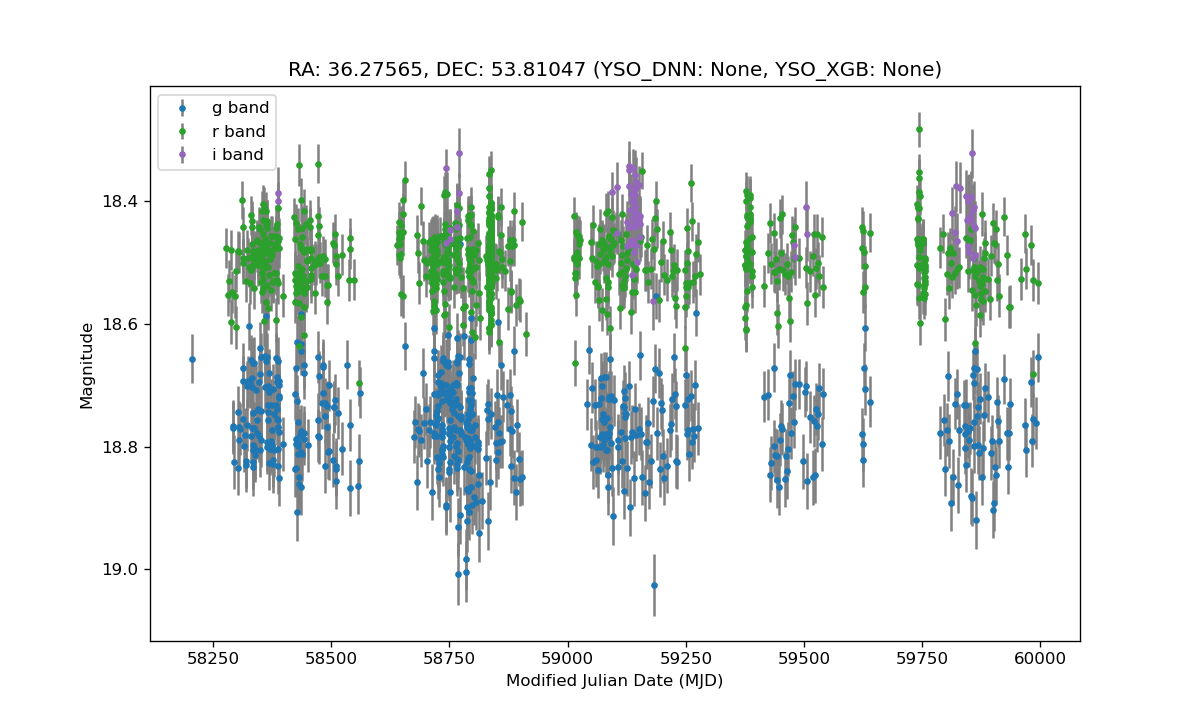 RA: 36.27565, DEC: 53.81047 (YSO_DNN: None, YSO_XGB: None)
g band
r band
i band
18.4
18.6
18.8
19.0
Magnitude
58250 58500 58750 59000 59250 59500 59750 60000
Modified Julian Date (MJD)